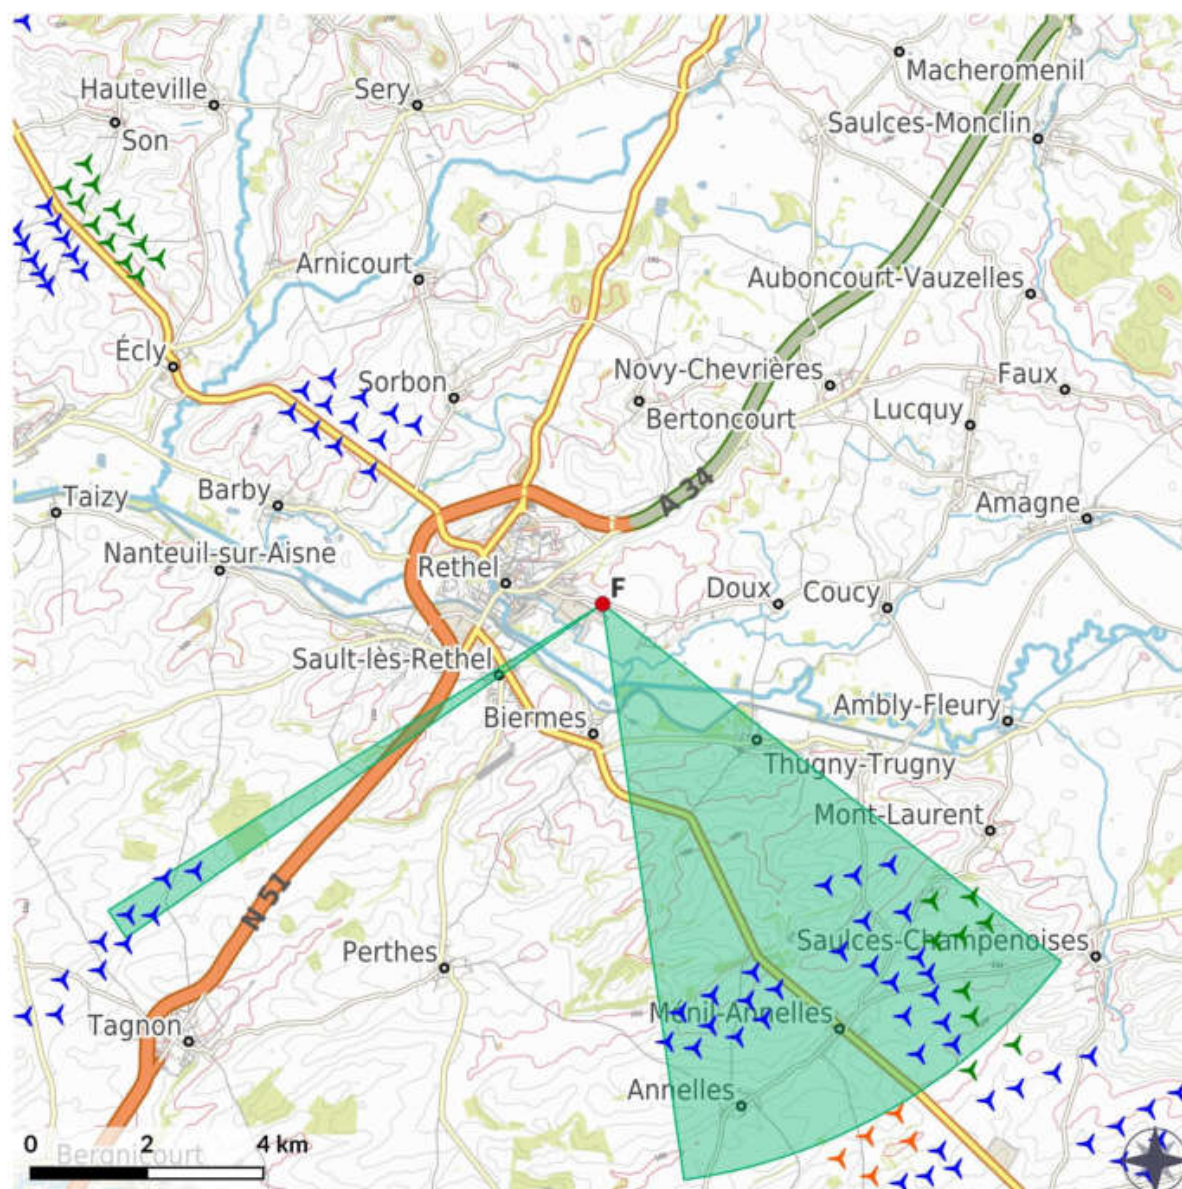 Macheromenil
Hauteville
Sery
Saulces-Monclin
Son
Arnicourt
Auboncourt-Vauzelles
Écly
Sorbon
Novy-Chevrières
Faux
Bertoncourt
Lucquy
A 34
Taizy
Barby
Amagne
Nanteuil-sur-Aisne
Rethel
F
Doux
Coucy
Sault-lès-Rethel
Biermes
Ambly-Fleury
Thugny-Trugny
Mont-Laurent
N 51
Perthes
Saulces-Champenoises
Tagnon
Ménil-Annelles
Annelles
0 2 4 km
Bergnicourt